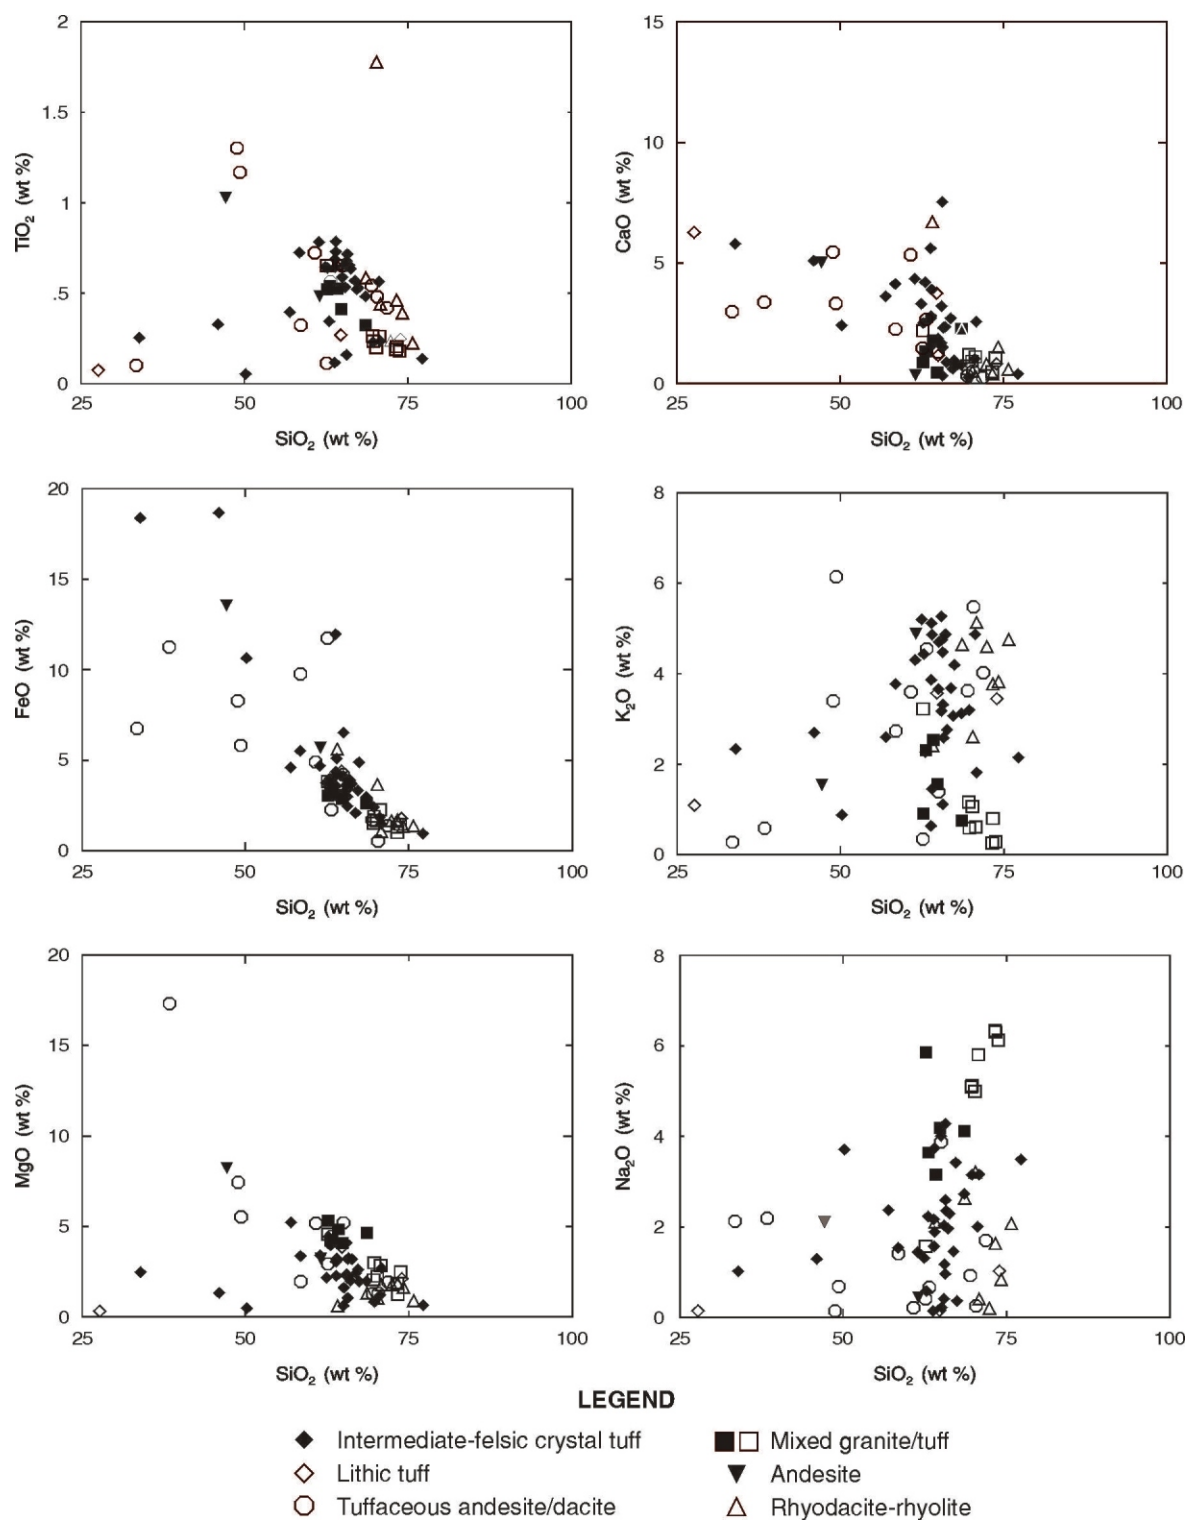 2
1.5
1
.5
0
TiO2 (wt %)
25 50 75 100
SiO2 (wt %)
15
10
5
0
CaO (wt %)
25 50 75 100
SiO2 (wt %)
20
15
10
5
0
FeO (wt %)
25 50 75 100
SiO2 (wt %)
8
6
4
2
0
K2O (wt %)
25 50 75 100
SiO2 (wt %)
20
15
10
5
0
MgO (wt %)
25 50 75 100
SiO2 (wt %)
8
6
4
2
0
Na2O (wt %)
25 50 75 100
SiO2 (wt %)
LEGEND
Intermediate-felsic crystal tuff
Lithic tuff
Tuffaceous andesite/dacite
Mixed granite/tuff
Andesite
Rhyodacite-rhyolite